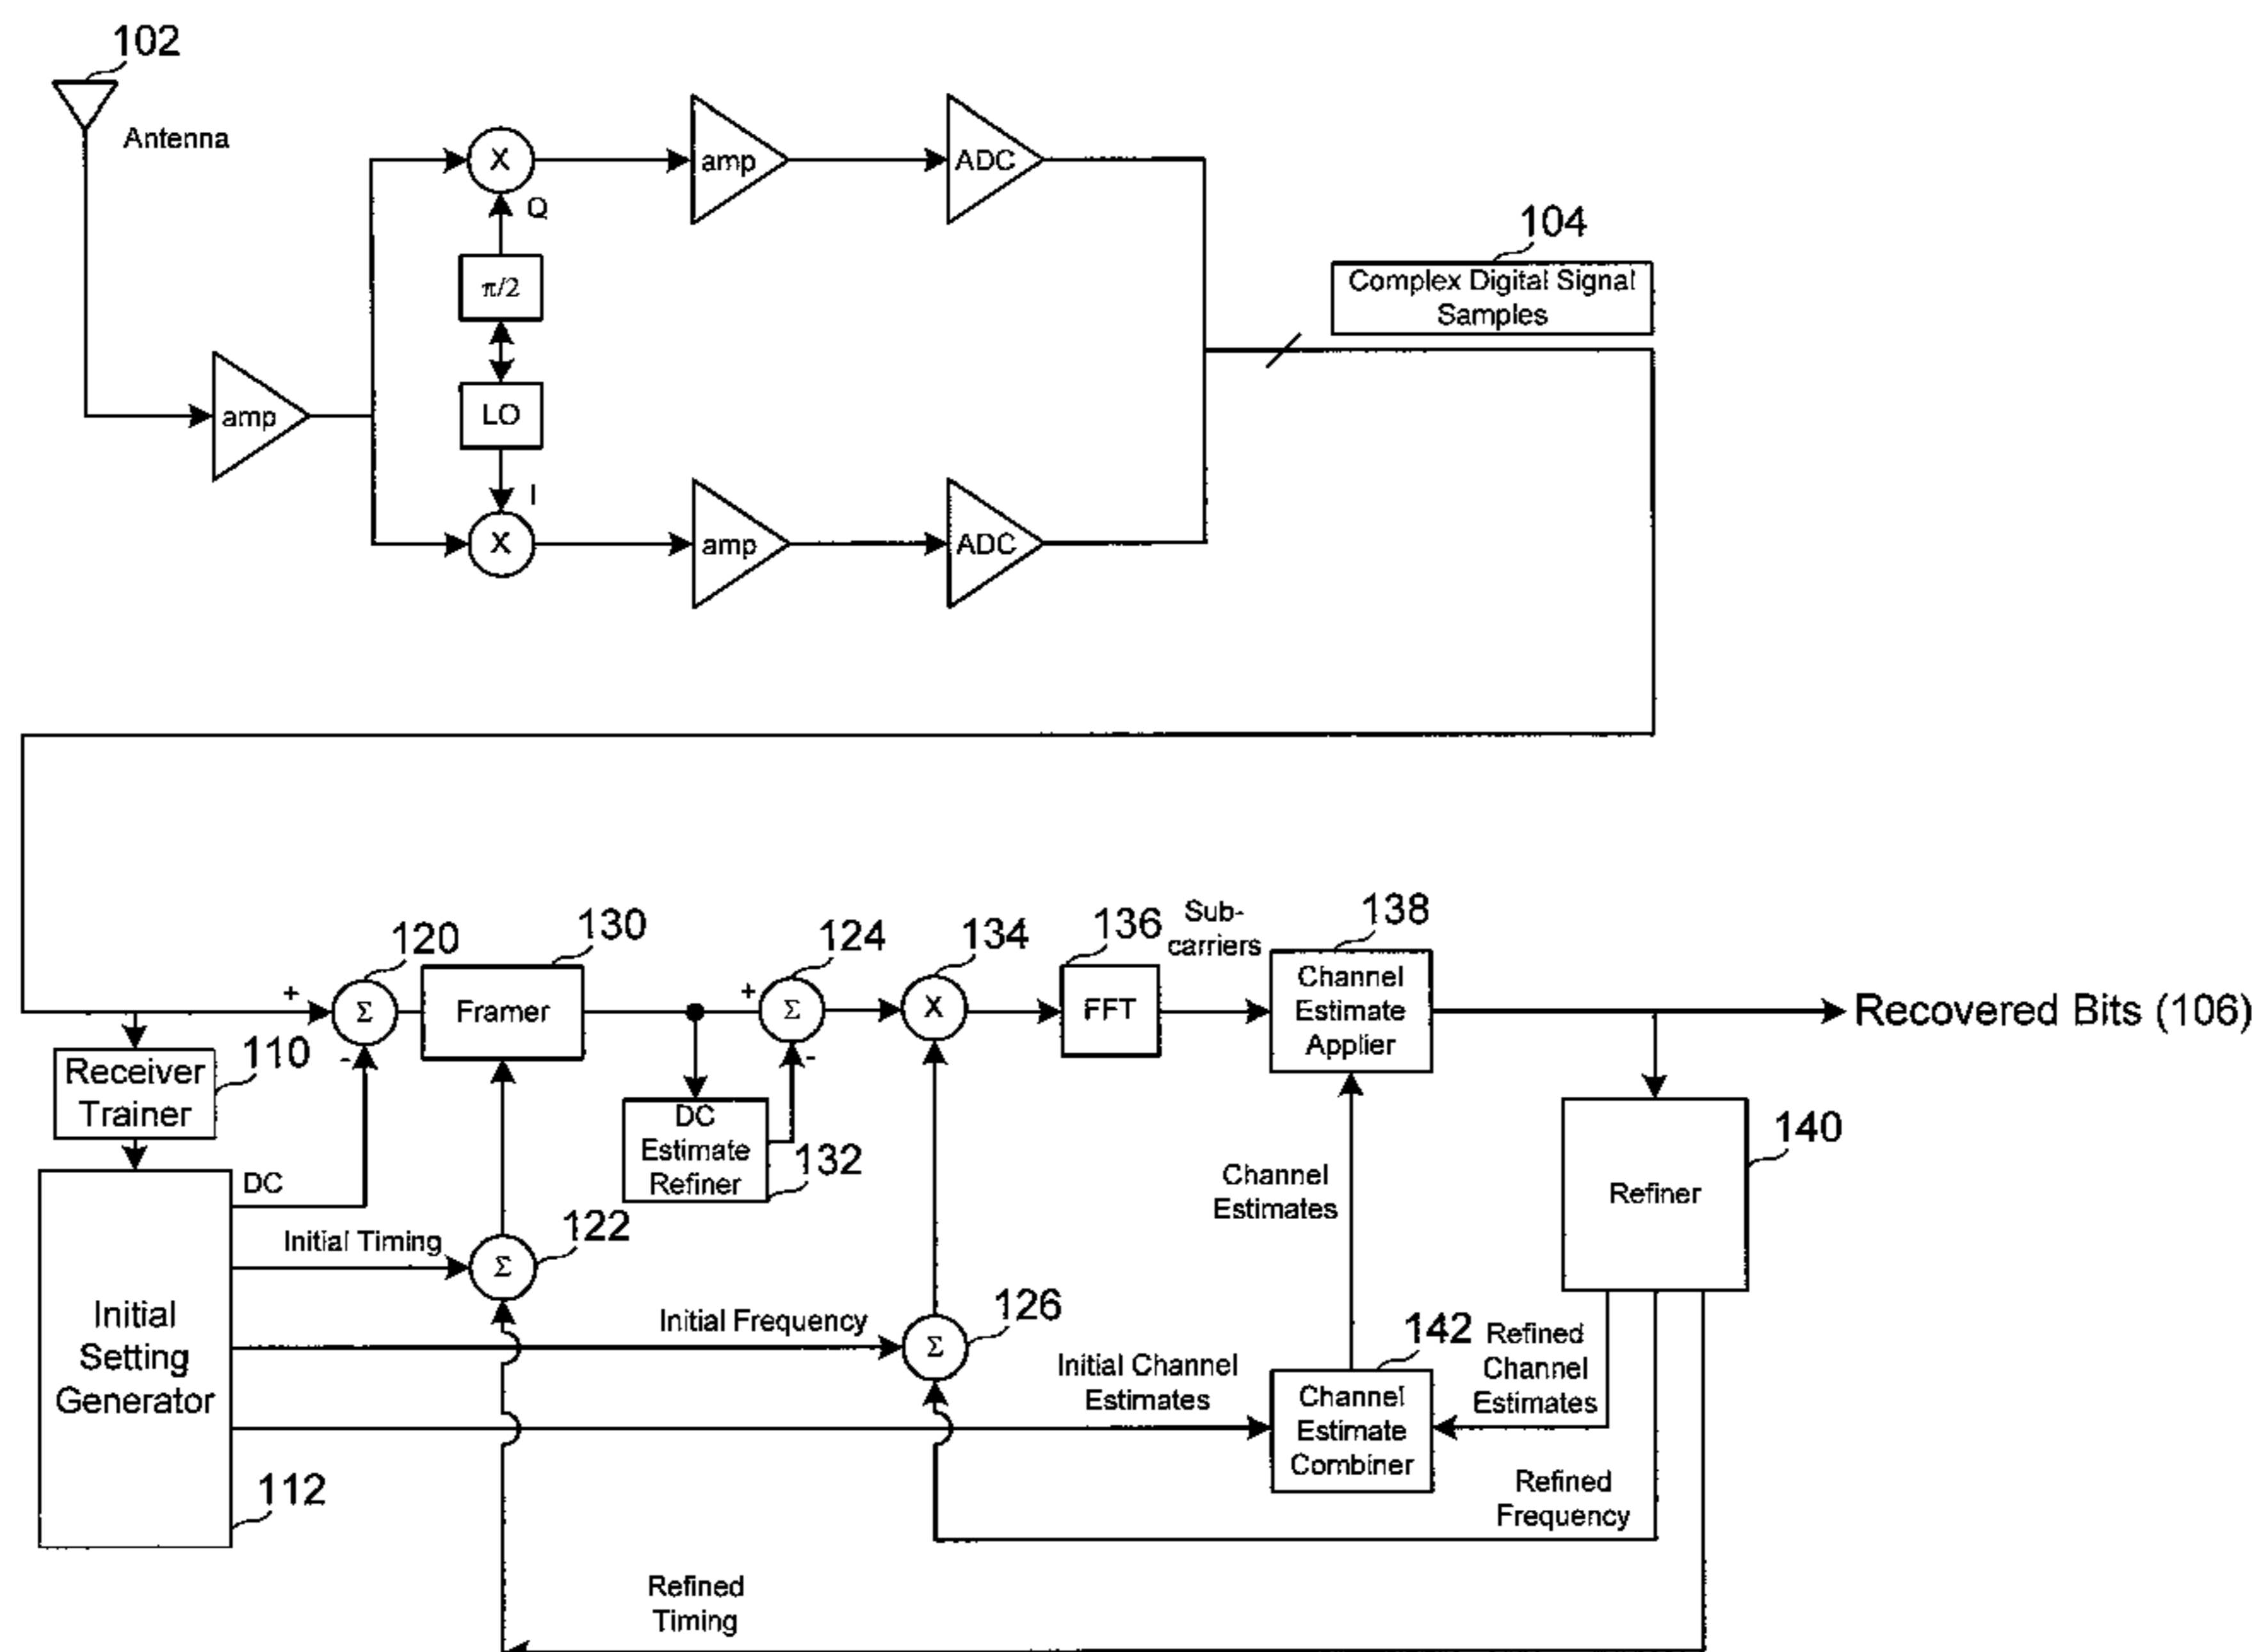 102
Antenna
X
amp
ADC
Q
104
Complex Digital Signal
Samples
π/2
LO
amp
I
X
amp
ADC
120
130
124
134
136
Sub-
carriers
138
+
Σ
Framer
+
Σ
X
FFT
Channel
Estimate
Applier
Recovered Bits (106)
-
-
110
Receiver
Trainer
DC
Estimate
Refiner
132
140
Refiner
DC
Channel
Estimates
Initial Timing
122
Σ
Initial
Setting
Generator
112
Initial Frequency
126
Σ
142
Refined
Channel
Estimates
Initial Channel
Estimates
Channel
Estimate
Combiner
Refined
Frequency
Refined
Timing